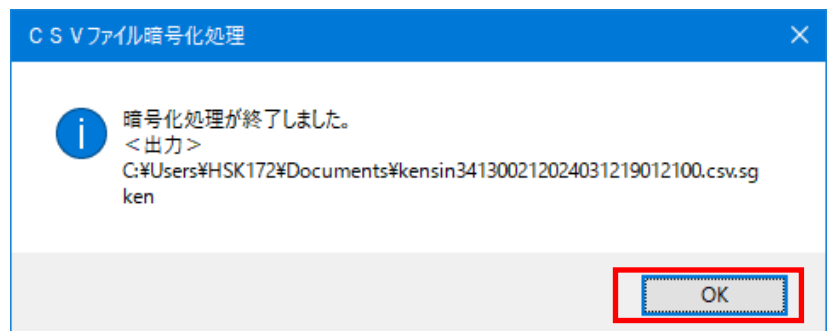 ＣＳＶファイル暗号化処理
暗号化処理が終了しました。
＜出力＞
C:¥Users¥HSK172¥Documents¥kensin341300212024031219012100.csv.sg
ken
OK